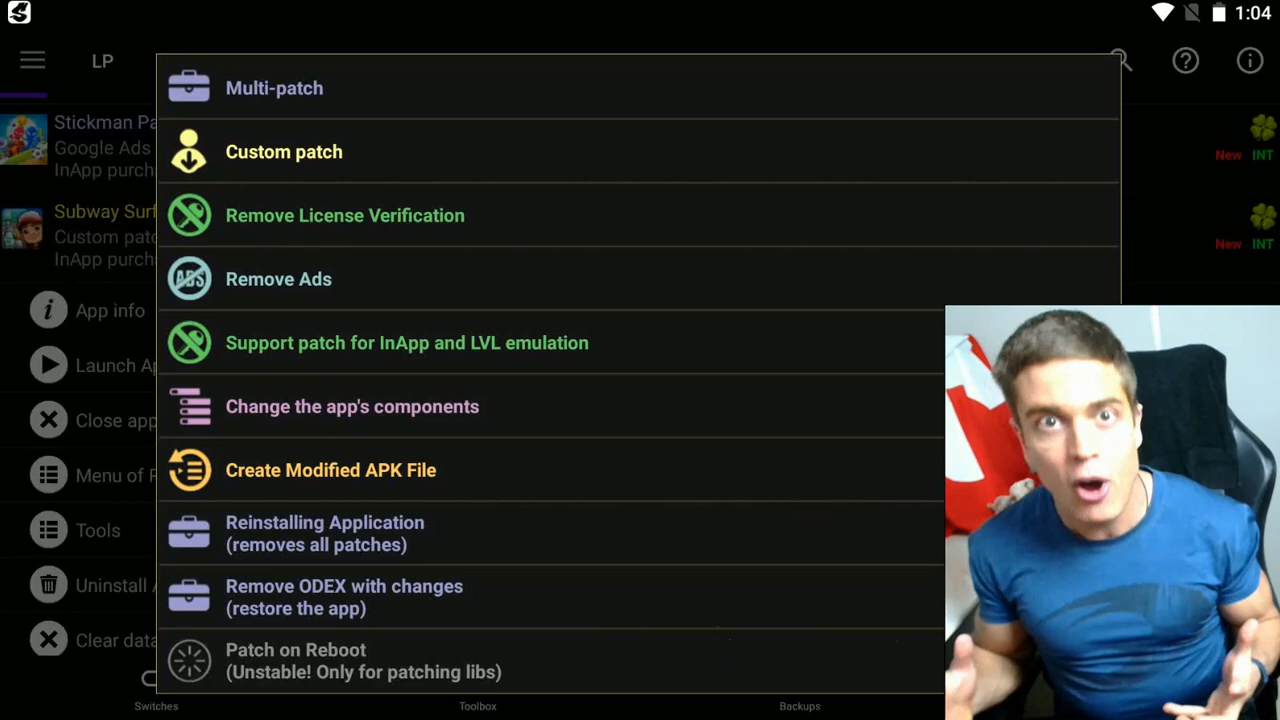 1:04
LP
Multi-patch
Custom patch
Remove License Verification
Remove Ads
Support patch for InApp and LVL emulation
Change the app's components
Create Modified APK File
Reinstalling Application
(removes all patches)
Remove ODEX with changes
(restore the app)
Patch on Reboot
(Unstable! Only for patching libs)
Stickman Pa
Google Ads
InApp purch
New INT
Subway Surf
Custom patc
InApp purch
New INT
App info
Launch Ap
Close app
Menu of P
Tools
Uninstall A
Clear data
Switches
Toolbox
Backups
ADS